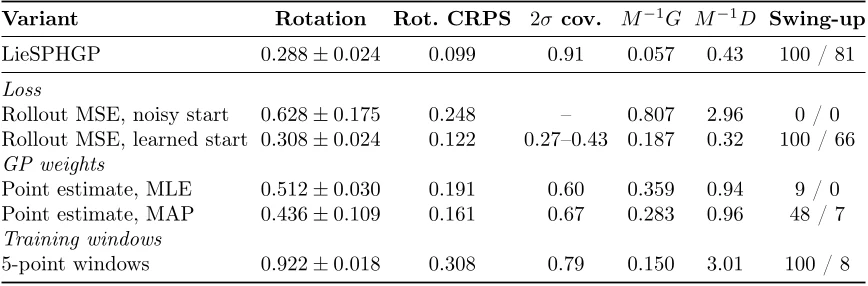 Variant Rotation Rot. CRPS 2σ cov. M⁻¹G M⁻¹D Swing-up
LieSPHGP 0.288 ± 0.024 0.099 0.91 0.057 0.43 100 / 81
Loss
Rollout MSE, noisy start 0.628 ± 0.175 0.248 – 0.807 2.96 0 / 0
Rollout MSE, learned start 0.308 ± 0.024 0.122 0.27–0.43 0.187 0.32 100 / 66
GP weights
Point estimate, MLE 0.512 ± 0.030 0.191 0.60 0.359 0.94 9 / 0
Point estimate, MAP 0.436 ± 0.109 0.161 0.67 0.283 0.96 48 / 7
Training windows
5-point windows 0.922 ± 0.018 0.308 0.79 0.150 3.01 100 / 8